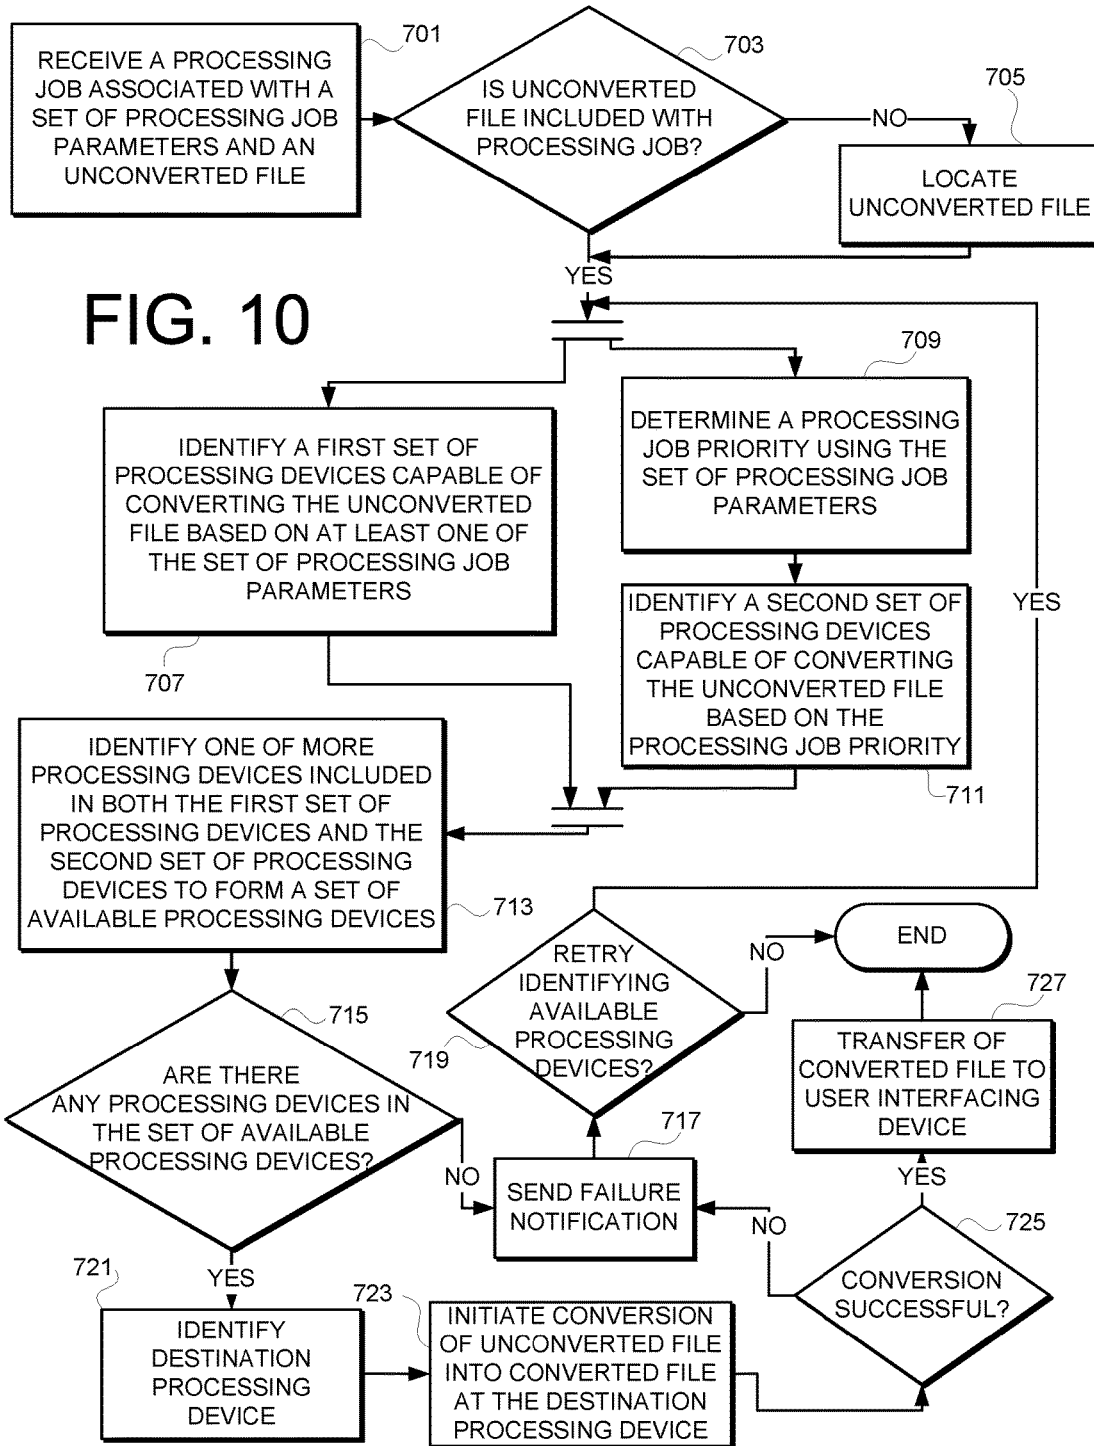 701
RECEIVE A PROCESSING
JOB ASSOCIATED WITH A
SET OF PROCESSING JOB
PARAMETERS AND AN
UNCONVERTED FILE
703
IS UNCONVERTED
FILE INCLUDED WITH
PROCESSING JOB?
NO
705
LOCATE
UNCONVERTED FILE
YES
FIG. 10
709
DETERMINE A PROCESSING
JOB PRIORITY USING THE
SET OF PROCESSING JOB
PARAMETERS
IDENTIFY A FIRST SET OF
PROCESSING DEVICES CAPABLE OF
CONVERTING THE UNCONVERTED
FILE BASED ON AT LEAST ONE OF
THE SET OF PROCESSING JOB
PARAMETERS
707
IDENTIFY A SECOND SET OF
PROCESSING DEVICES
CAPABLE OF CONVERTING
THE UNCONVERTED FILE
BASED ON THE
PROCESSING JOB PRIORITY
711
YES
IDENTIFY ONE OF MORE
PROCESSING DEVICES INCLUDED
IN BOTH THE FIRST SET OF
PROCESSING DEVICES AND THE
SECOND SET OF PROCESSING
DEVICES TO FORM A SET OF
AVAILABLE PROCESSING DEVICES
713
715
ARE THERE
ANY PROCESSING DEVICES IN
THE SET OF AVAILABLE
PROCESSING DEVICES?
NO
RETRY
IDENTIFYING
AVAILABLE
PROCESSING
DEVICES?
719
NO
END
727
TRANSFER OF
CONVERTED FILE TO
USER INTERFACING
DEVICE
717
SEND FAILURE
NOTIFICATION
YES
NO
725
CONVERSION
SUCCESSFUL?
YES
721
IDENTIFY
DESTINATION
PROCESSING
DEVICE
723
INITIATE CONVERSION
OF UNCONVERTED FILE
INTO CONVERTED FILE
AT THE DESTINATION
PROCESSING DEVICE